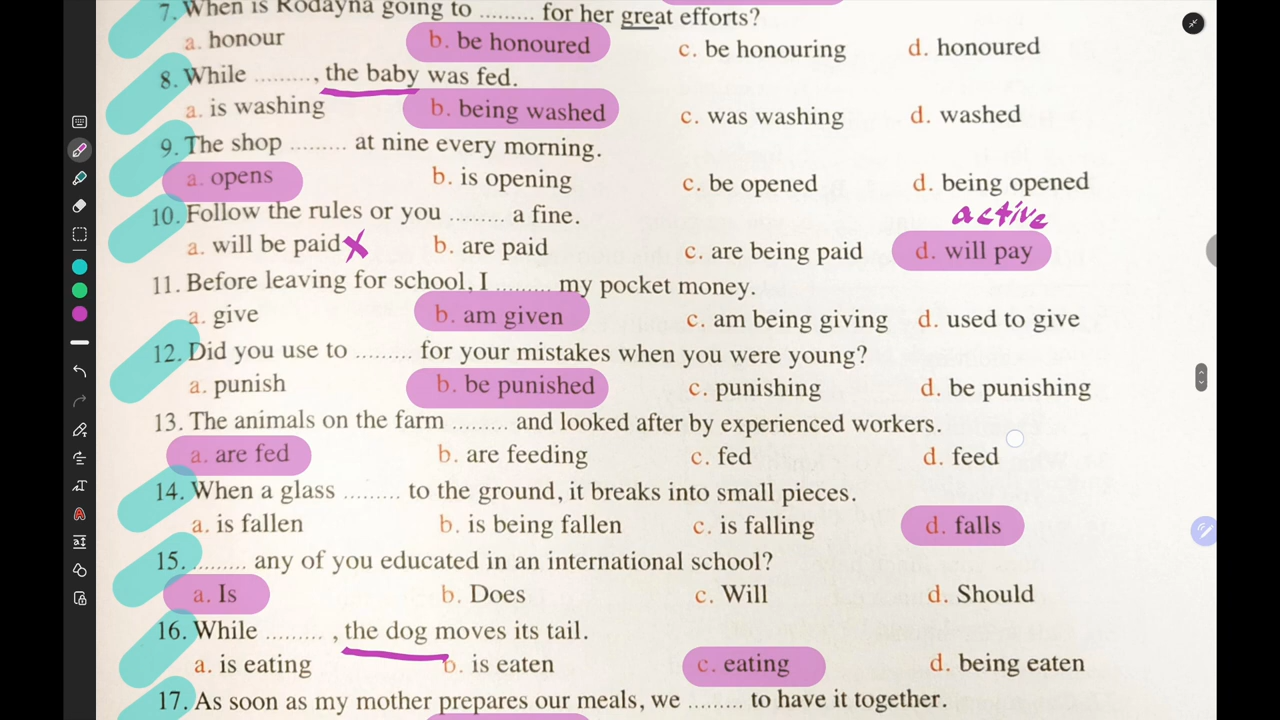 7. When is Rodayna going to ......... for her great efforts?
a. honour b. be honoured c. be honouring d. honoured
8. While ........., the baby was fed.
a. is washing b. being washed c. was washing d. washed
9. The shop ......... at nine every morning.
a. opens b. is opening c. be opened d. being opened
active
10. Follow the rules or you ......... a fine.
a. will be paid x b. are paid c. are being paid d. will pay
11. Before leaving for school, I ......... my pocket money.
a. give b. am given c. am being giving d. used to give
12. Did you use to ......... for your mistakes when you were young?
a. punish b. be punished c. punishing d. be punishing
13. The animals on the farm ......... and looked after by experienced workers.
a. are fed b. are feeding c. fed d. feed
14. When a glass ......... to the ground, it breaks into small pieces.
a. is fallen b. is being fallen c. is falling d. falls
15. ......... any of you educated in an international school?
a. Is b. Does c. Will d. Should
16. While ......... , the dog moves its tail.
a. is eating b. is eaten c. eating d. being eaten
17. As soon as my mother prepares our meals, we ......... to have it together.